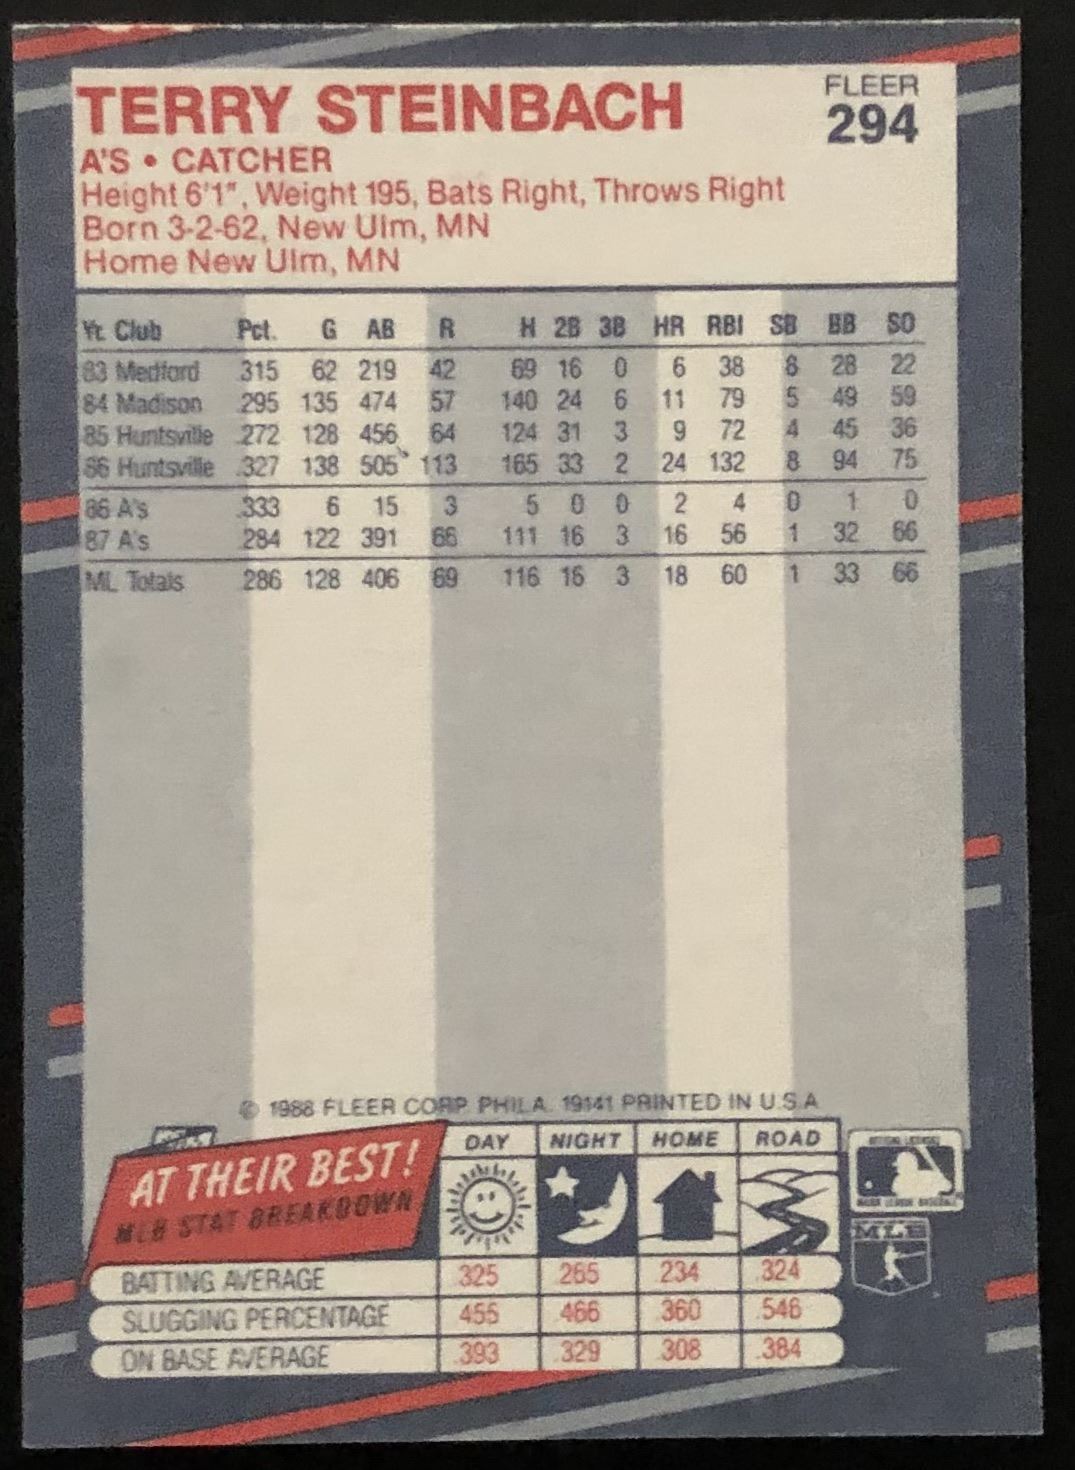 TERRY STEINBACH
FLEER
294
A'S • CATCHER
Height 6'1", Weight 195, Bats Right, Throws Right
Born 3-2-62, New Ulm, MN
Home New Ulm, MN
Yr. Club Pct. G AB R H 2B 3B HR RBI SB BB SO
83 Medford .315 62 219 42 69 16 0 6 38 8 28 22
84 Madison .295 135 474 57 140 24 6 11 79 5 49 59
85 Huntsville .272 128 456 64 124 31 3 9 72 4 45 36
86 Huntsville .327 138 505 113 165 33 2 24 132 8 94 75
86 A's .333 6 15 3 5 0 0 2 4 0 1 0
87 A's .284 122 391 66 111 16 3 16 56 1 32 66
ML Totals .286 128 406 69 116 16 3 18 60 1 33 66
© 1988 FLEER CORP. PHILA. 19141 PRINTED IN U.S.A.
AT THEIR BEST!
MLB STAT BREAKDOWN
DAY NIGHT HOME ROAD
BATTING AVERAGE .325 .265 .234 .324
SLUGGING PERCENTAGE .455 .466 .360 .546
ON BASE AVERAGE .393 .329 .308 .384
MAJOR LEAGUE BASEBALL
MLB